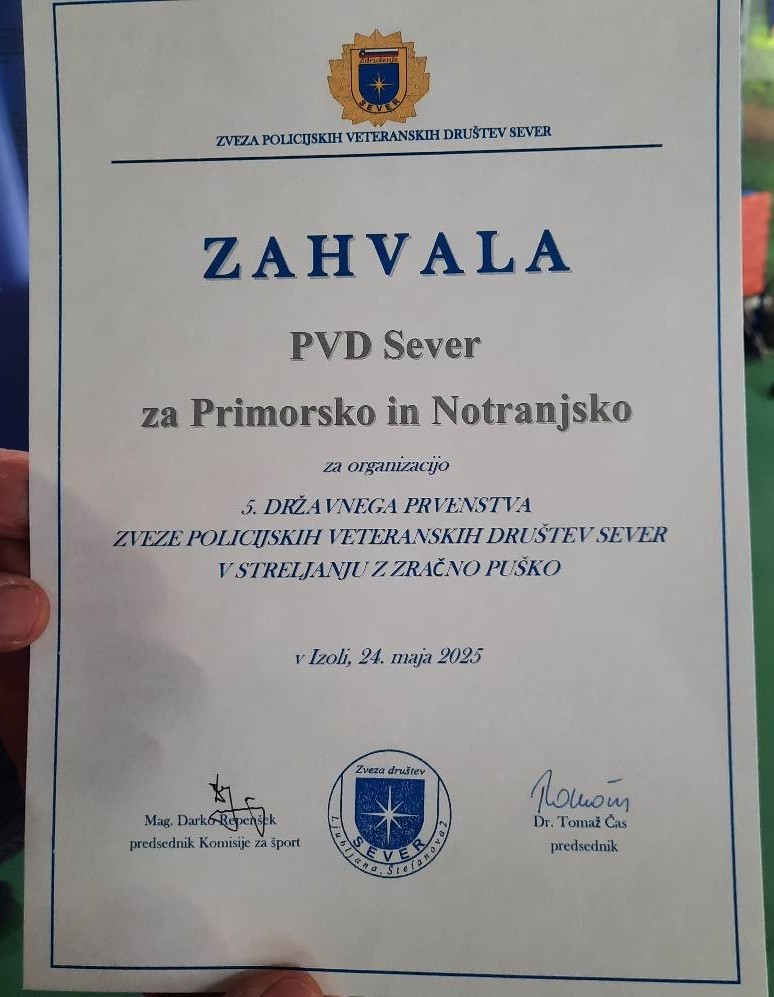 Združenje
SEVER
ZVEZA POLICIJSKIH VETERANSKIH DRUŠTEV SEVER
ZAHVALA
PVD Sever
za Primorsko in Notranjsko
za organizacijo
5. DRŽAVNEGA PRVENSTVA
ZVEZE POLICIJSKIH VETERANSKIH DRUŠTEV SEVER
V STRELJANJU Z ZRAČNO PUŠKO
v Izoli, 24. maja 2025
Mag. Darko Repenšek
predsednik Komisije za šport
Zveza društev
SEVER
Ljubljana, Štefanova 2
Dr. Tomaž Čas
predsednik